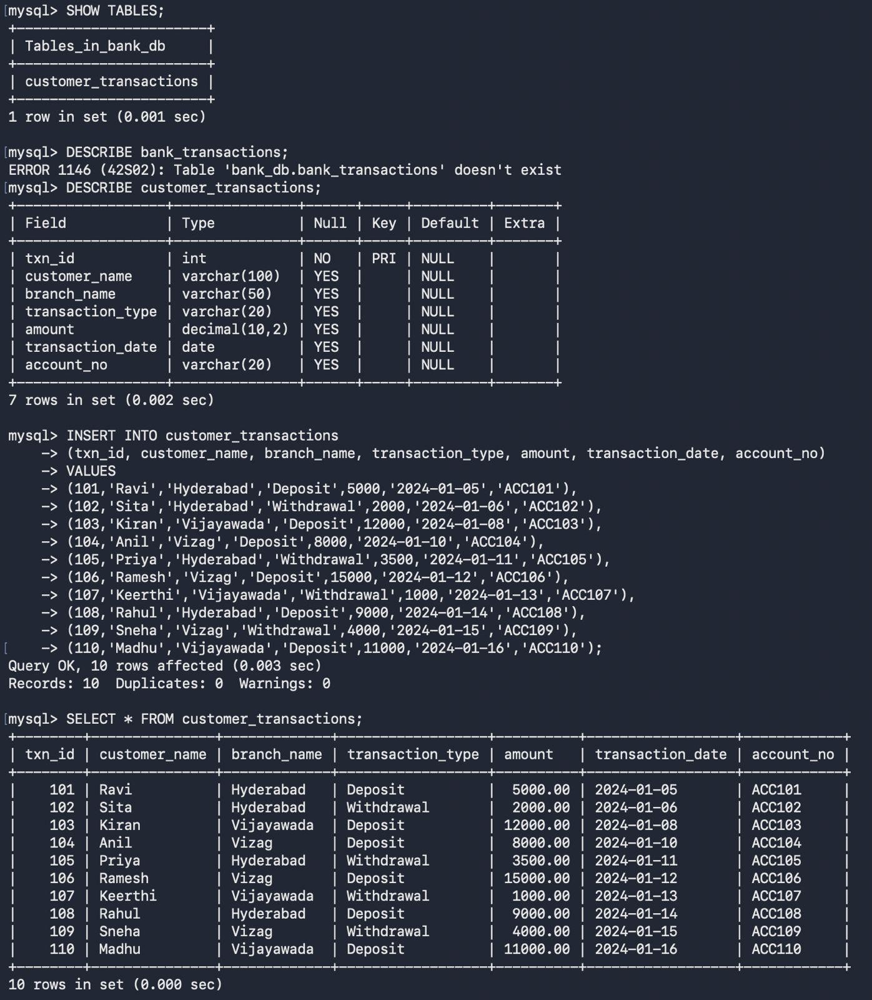 [mysql> SHOW TABLES;
+-----------------------+
| Tables_in_bank_db     |
+-----------------------+
| customer_transactions |
+-----------------------+
1 row in set (0.001 sec)

[mysql> DESCRIBE bank_transactions;
ERROR 1146 (42S02): Table 'bank_db.bank_transactions' doesn't exist
[mysql> DESCRIBE customer_transactions;
+------------------+---------------+------+-----+---------+-------+
| Field            | Type          | Null | Key | Default | Extra |
+------------------+---------------+------+-----+---------+-------+
| txn_id           | int           | NO   | PRI | NULL    |       |
| customer_name    | varchar(100)  | YES  |     | NULL    |       |
| branch_name      | varchar(50)   | YES  |     | NULL    |       |
| transaction_type | varchar(20)   | YES  |     | NULL    |       |
| amount           | decimal(10,2) | YES  |     | NULL    |       |
| transaction_date | date          | YES  |     | NULL    |       |
| account_no       | varchar(20)   | YES  |     | NULL    |       |
+------------------+---------------+------+-----+---------+-------+
7 rows in set (0.002 sec)

mysql> INSERT INTO customer_transactions
    -> (txn_id, customer_name, branch_name, transaction_type, amount, transaction_date, account_no)
    -> VALUES
    -> (101,'Ravi','Hyderabad','Deposit',5000,'2024-01-05','ACC101'),
    -> (102,'Sita','Hyderabad','Withdrawal',2000,'2024-01-06','ACC102'),
    -> (103,'Kiran','Vijayawada','Deposit',12000,'2024-01-08','ACC103'),
    -> (104,'Anil','Vizag','Deposit',8000,'2024-01-10','ACC104'),
    -> (105,'Priya','Hyderabad','Withdrawal',3500,'2024-01-11','ACC105'),
    -> (106,'Ramesh','Vizag','Deposit',15000,'2024-01-12','ACC106'),
    -> (107,'Keerthi','Vijayawada','Withdrawal',1000,'2024-01-13','ACC107'),
    -> (108,'Rahul','Hyderabad','Deposit',9000,'2024-01-14','ACC108'),
    -> (109,'Sneha','Vizag','Withdrawal',4000,'2024-01-15','ACC109'),
[    -> (110,'Madhu','Vijayawada','Deposit',11000,'2024-01-16','ACC110');
Query OK, 10 rows affected (0.003 sec)
Records: 10  Duplicates: 0  Warnings: 0

[mysql> SELECT * FROM customer_transactions;
+--------+---------------+-------------+------------------+----------+------------------+------------+
| txn_id | customer_name | branch_name | transaction_type | amount   | transaction_date | account_no |
+--------+---------------+-------------+------------------+----------+------------------+------------+
|    101 | Ravi          | Hyderabad   | Deposit          |  5000.00 | 2024-01-05       | ACC101     |
|    102 | Sita          | Hyderabad   | Withdrawal       |  2000.00 | 2024-01-06       | ACC102     |
|    103 | Kiran         | Vijayawada  | Deposit          | 12000.00 | 2024-01-08       | ACC103     |
|    104 | Anil          | Vizag       | Deposit          |  8000.00 | 2024-01-10       | ACC104     |
|    105 | Priya         | Hyderabad   | Withdrawal       |  3500.00 | 2024-01-11       | ACC105     |
|    106 | Ramesh        | Vizag       | Deposit          | 15000.00 | 2024-01-12       | ACC106     |
|    107 | Keerthi       | Vijayawada  | Withdrawal       |  1000.00 | 2024-01-13       | ACC107     |
|    108 | Rahul         | Hyderabad   | Deposit          |  9000.00 | 2024-01-14       | ACC108     |
|    109 | Sneha         | Vizag       | Withdrawal       |  4000.00 | 2024-01-15       | ACC109     |
|    110 | Madhu         | Vijayawada  | Deposit          | 11000.00 | 2024-01-16       | ACC110     |
+--------+---------------+-------------+------------------+----------+------------------+------------+
10 rows in set (0.000 sec)